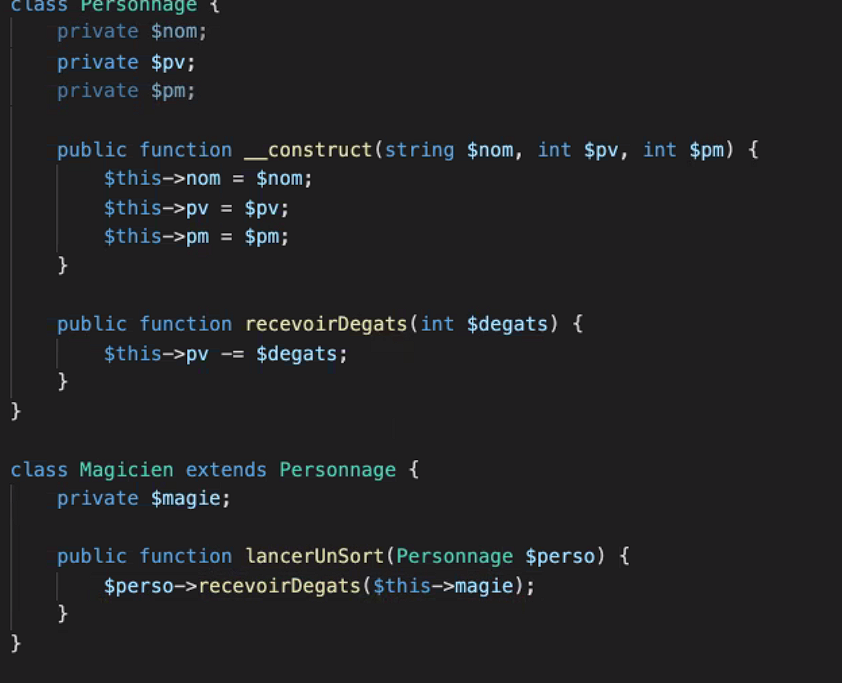 class Personnage {
    private $nom;
    private $pv;
    private $pm;

    public function __construct(string $nom, int $pv, int $pm) {
        $this->nom = $nom;
        $this->pv = $pv;
        $this->pm = $pm;
    }

    public function recevoirDegats(int $degats) {
        $this->pv -= $degats;
    }
}

class Magicien extends Personnage {
    private $magie;

    public function lancerUnSort(Personnage $perso) {
        $perso->recevoirDegats($this->magie);
    }
}